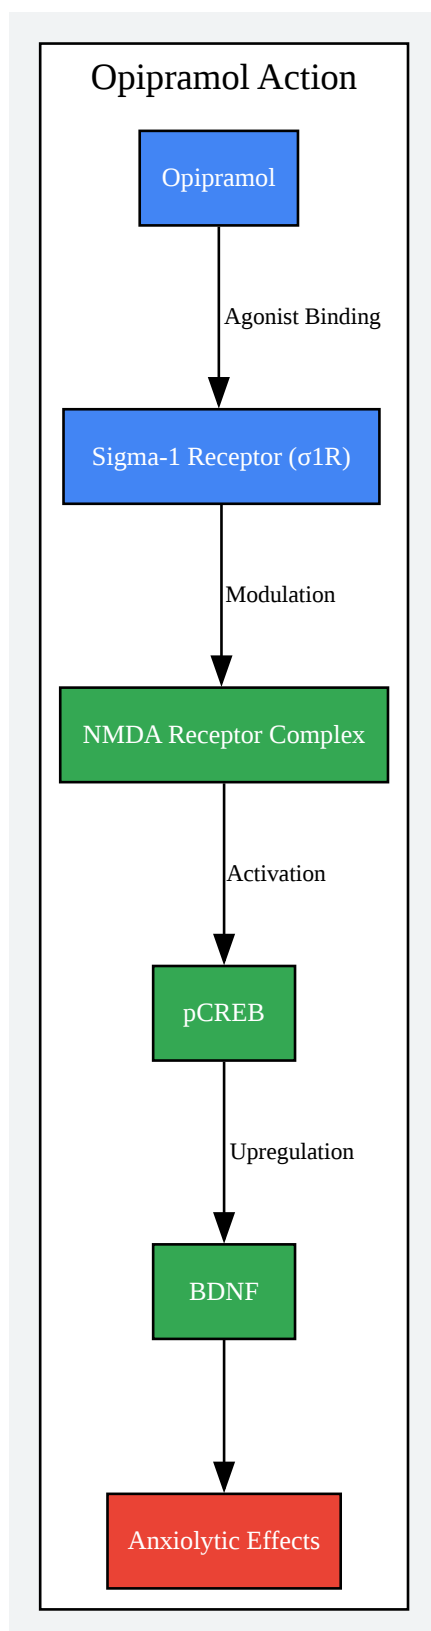 Opipramol Action
Opipramol
Agonist Binding
Sigma-1 Receptor (σ1R)
Modulation
NMDA Receptor Complex
Activation
pCREB
Upregulation
BDNF
Anxiolytic Effects